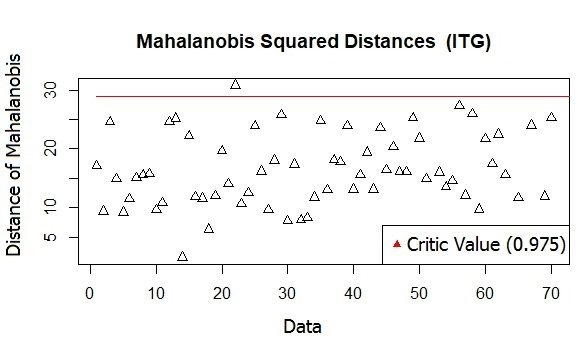 Mahalanobis Squared Distances (ITG)
Distance of Mahalanobis
30
20
10
5
Critic Value (0.975)
0 10 20 30 40 50 60 70
Data